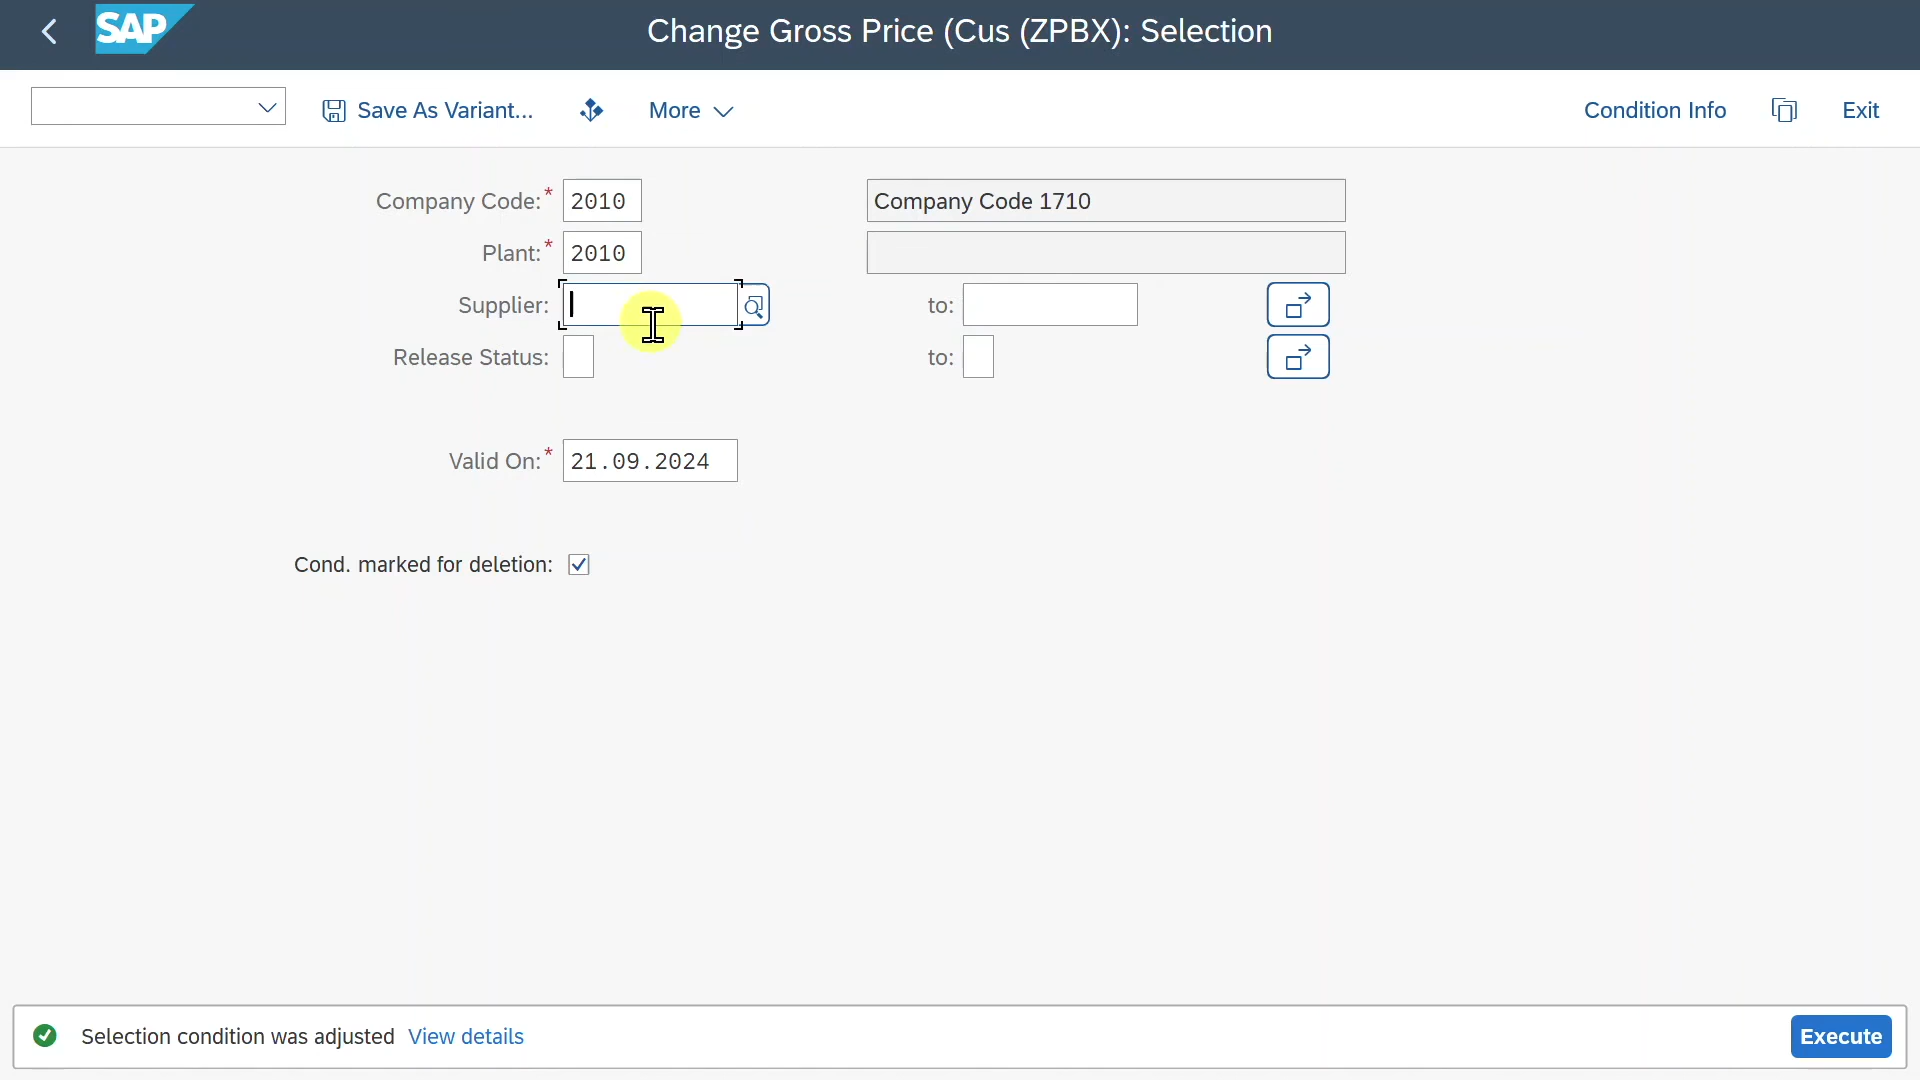 SAP
Change Gross Price (Cus (ZPBX): Selection
Save As Variant...
More
Condition Info
Exit
Company Code:* 2010 Company Code 1710
Plant:* 2010
Supplier: to:
Release Status: to:
Valid On:* 21.09.2024
Cond. marked for deletion:
Selection condition was adjusted View details
Execute